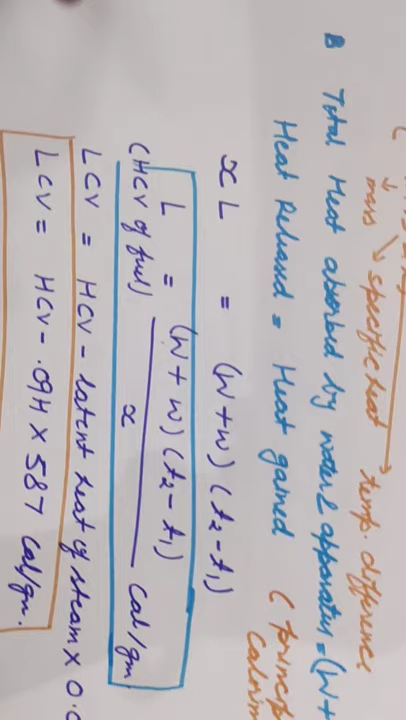 mass specific heat temp. difference
B Total Heat absorbed by water & apparatus = (W+
Heat Released = Heat gained (princ
xL = (W+w) (t₂-t₁)
L = (W+w) (t₂-t₁) Cal/gm
(HCV of fuel) x
LCV = HCV - latent heat of steam × 0.0
LCV = HCV - .09H × 587 Cal/gm.